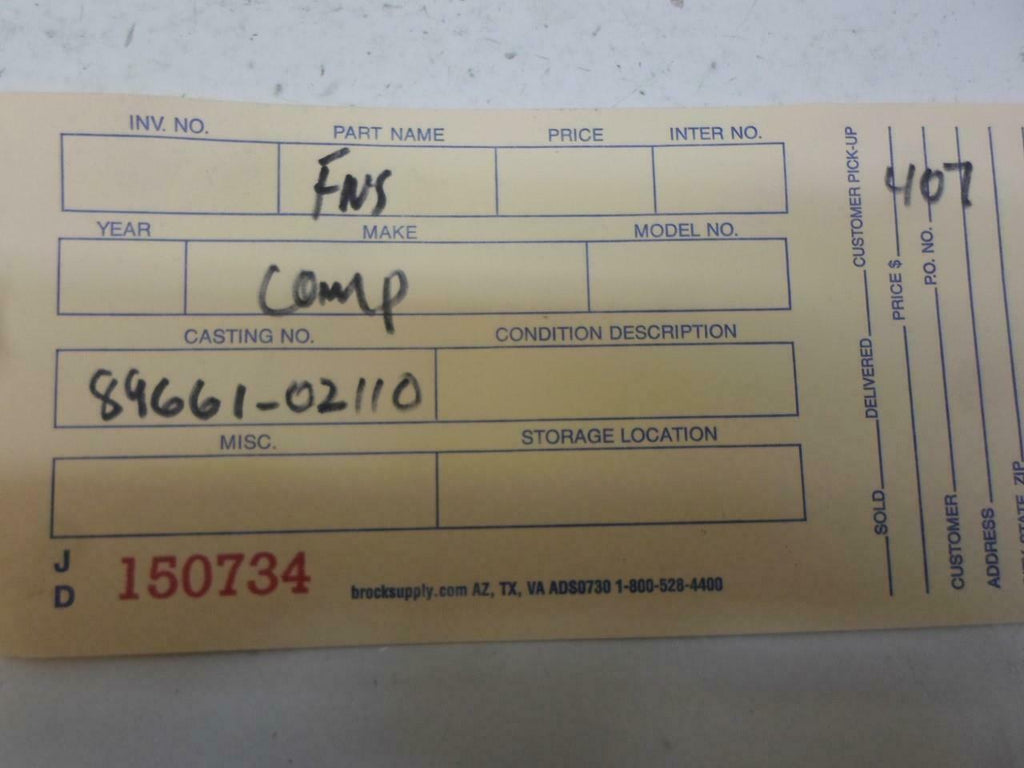 INV. NO. PART NAME PRICE INTER NO.
FNS
YEAR MAKE MODEL NO.
Comp
CASTING NO. CONDITION DESCRIPTION
89661-02110
MISC. STORAGE LOCATION
J
D
150734
brocksupply.com AZ, TX, VA ADS0730 1-800-528-4400
SOLD DELIVERED CUSTOMER PICK-UP
PRICE $
407
P.O. NO.
CUSTOMER
ADDRESS
STATE ZIP